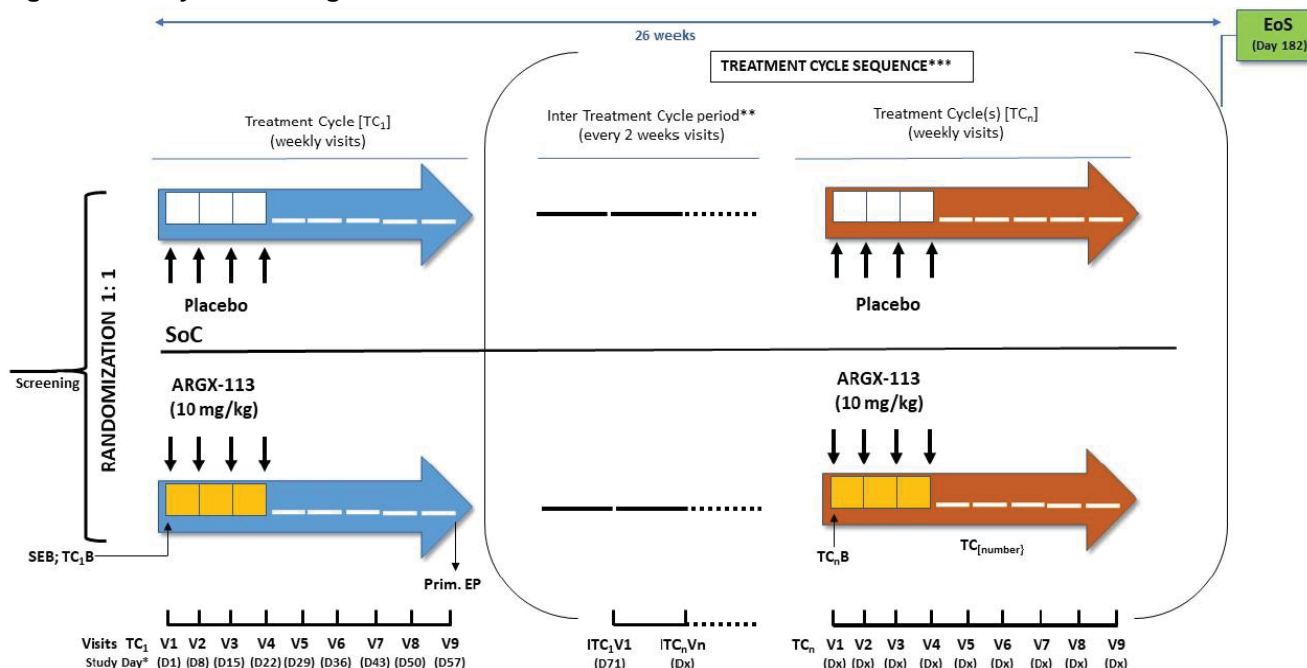 26 weeks
EoS
(Day 182)
TREATMENT CYCLE SEQUENCE***
Treatment Cycle [TC1]
(weekly visits)
Inter Treatment Cycle period**
(every 2 weeks visits)
Treatment Cycle(s) [TCn]
(weekly visits)
Placebo
Placebo
SoC
Screening
RANDOMIZATION 1: 1
ARGX-113
(10 mg/kg)
ARGX-113
(10 mg/kg)
SEB; TC1B
Prim. EP
TCnB
TC[number}
Visits TC1 V1 V2 V3 V4 V5 V6 V7 V8 V9
Study Day* (D1) (D8) (D15) (D22) (D29) (D36) (D43) (D50) (D57)
ITC1V1 ITCnVn
(D71) (Dx)
TCn V1 V2 V3 V4 V5 V6 V7 V8 V9
(Dx) (Dx) (Dx) (Dx) (Dx) (Dx) (Dx) (Dx) (Dx)